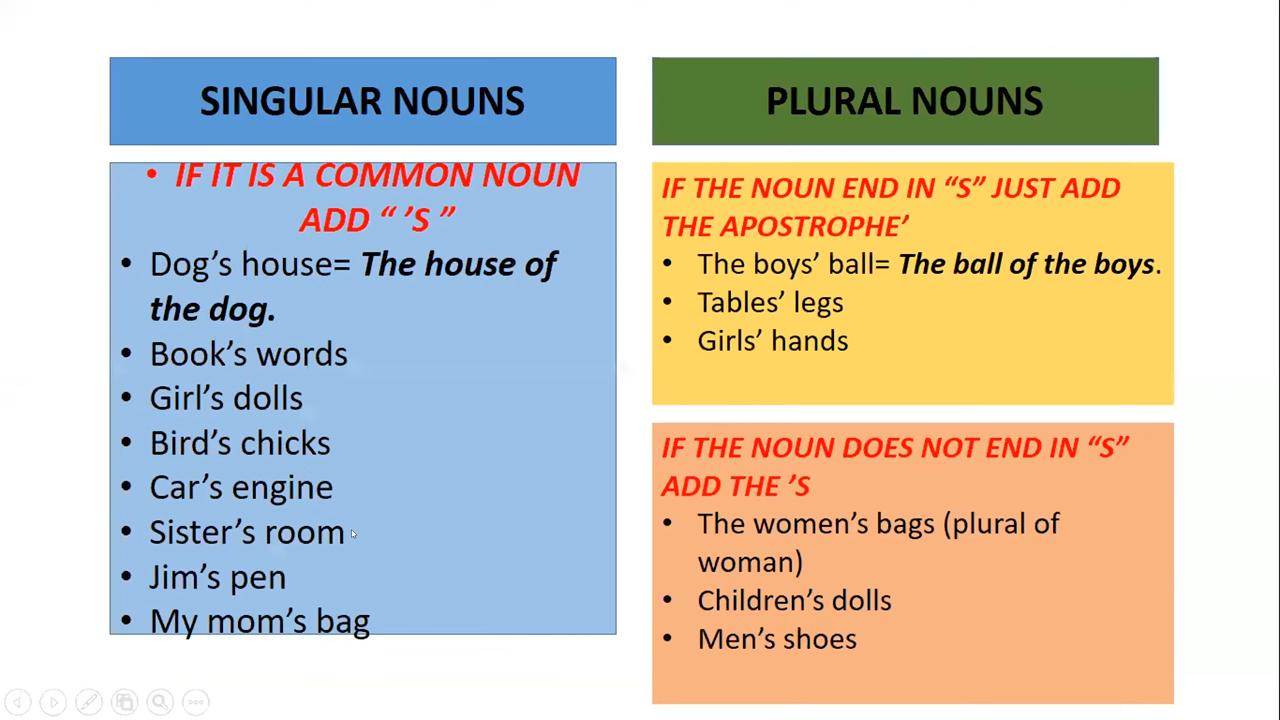 SINGULAR NOUNS
• IF IT IS A COMMON NOUN
ADD “ ’S ”
• Dog’s house= The house of
the dog.
• Book’s words
• Girl’s dolls
• Bird’s chicks
• Car’s engine
• Sister’s room
• Jim’s pen
• My mom’s bag
PLURAL NOUNS
IF THE NOUN END IN “S” JUST ADD
THE APOSTROPHE’
• The boys’ ball= The ball of the boys.
• Tables’ legs
• Girls’ hands
IF THE NOUN DOES NOT END IN “S”
ADD THE ’S
• The women’s bags (plural of
woman)
• Children’s dolls
• Men’s shoes